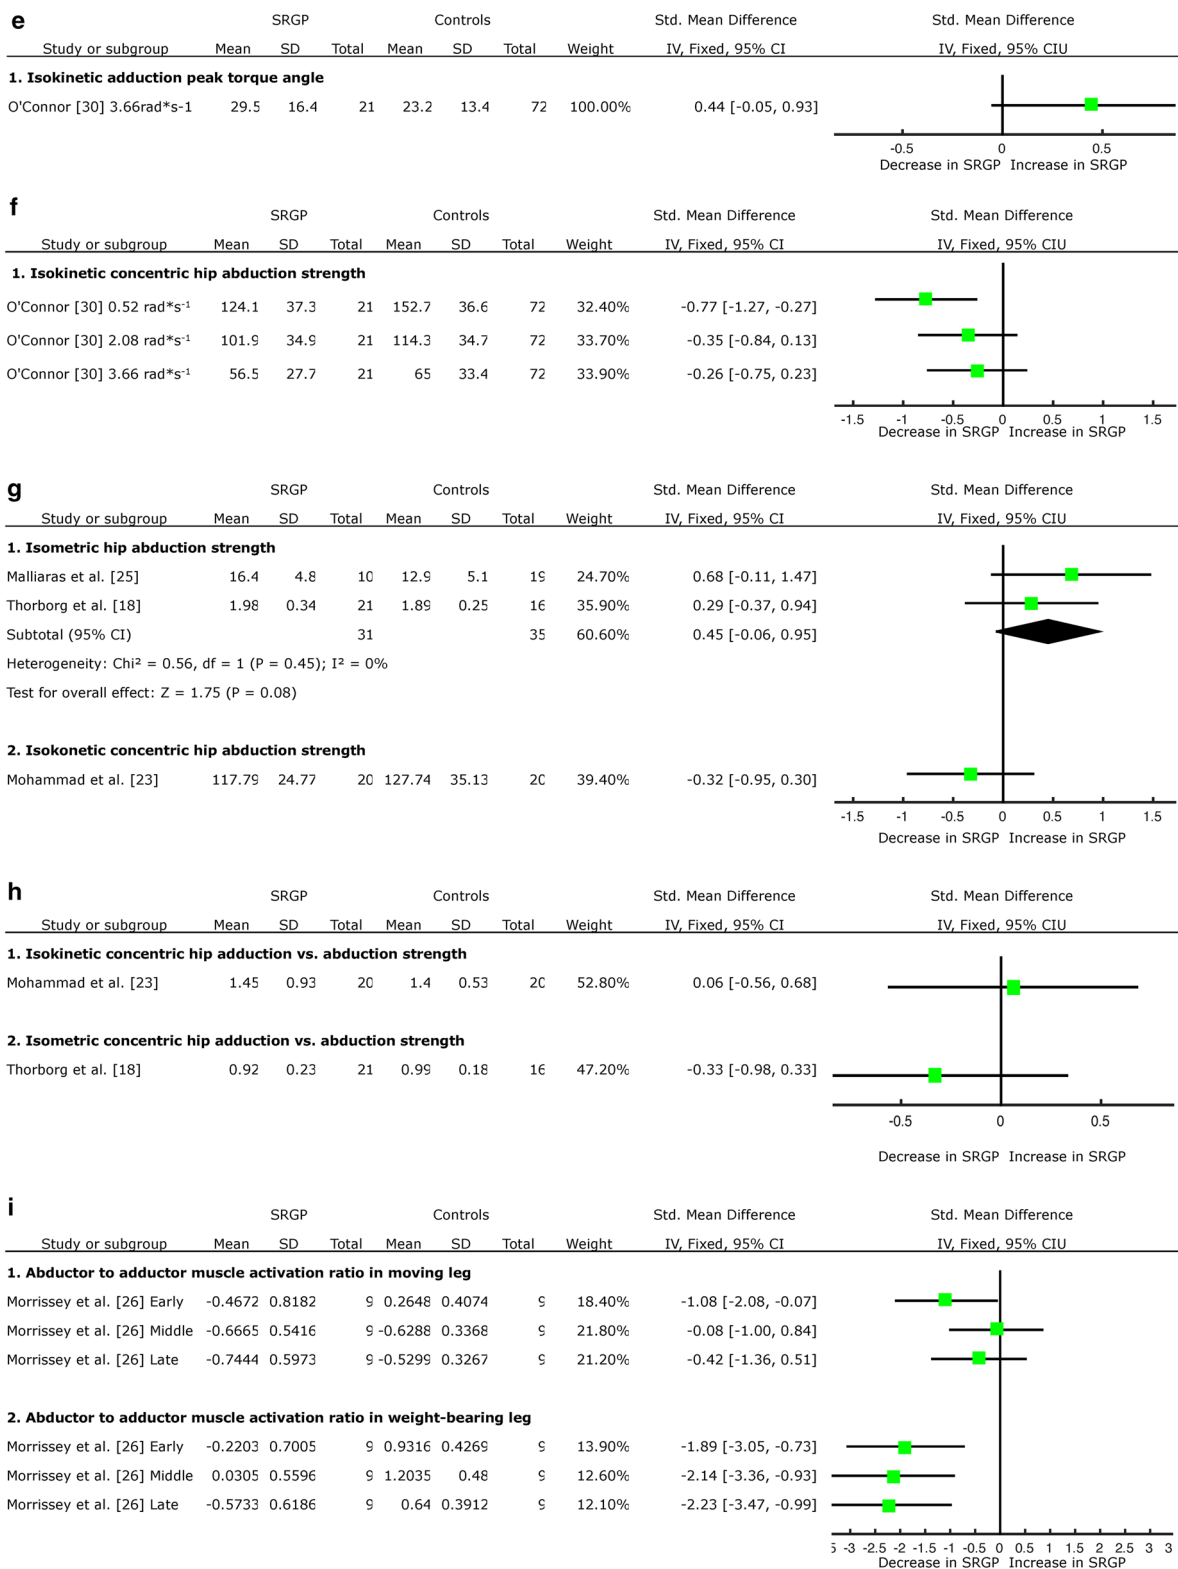 e
SRGP Controls Std. Mean Difference Std. Mean Difference
Study or subgroup Mean SD Total Mean SD Total Weight IV, Fixed, 95% CI IV, Fixed, 95% CIU
1. Isokinetic adduction peak torque angle
O'Connor [30] 3.66rad*s-1 29.5 16.4 21 23.2 13.4 72 100.00% 0.44 [-0.05, 0.93]
-0.5 0 0.5
Decrease in SRGP Increase in SRGP
f
SRGP Controls Std. Mean Difference Std. Mean Difference
Study or subgroup Mean SD Total Mean SD Total Weight IV, Fixed, 95% CI IV, Fixed, 95% CIU
1. Isokinetic concentric hip abduction strength
O'Connor [30] 0.52 rad*s⁻¹ 124.1 37.3 21 152.7 36.6 72 32.40% -0.77 [-1.27, -0.27]
O'Connor [30] 2.08 rad*s⁻¹ 101.9 34.9 21 114.3 34.7 72 33.70% -0.35 [-0.84, 0.13]
O'Connor [30] 3.66 rad*s⁻¹ 56.5 27.7 21 65 33.4 72 33.90% -0.26 [-0.75, 0.23]
-1.5 -1 -0.5 0 0.5 1 1.5
Decrease in SRGP Increase in SRGP
g
SRGP Controls Std. Mean Difference Std. Mean Difference
Study or subgroup Mean SD Total Mean SD Total Weight IV, Fixed, 95% CI IV, Fixed, 95% CIU
1. Isometric hip abduction strength
Malliaras et al. [25] 16.4 4.8 10 12.9 5.1 19 24.70% 0.68 [-0.11, 1.47]
Thorborg et al. [18] 1.98 0.34 21 1.89 0.25 16 35.90% 0.29 [-0.37, 0.94]
Subtotal (95% CI) 31 35 60.60% 0.45 [-0.06, 0.95]
Heterogeneity: Chi² = 0.56, df = 1 (P = 0.45); I² = 0%
Test for overall effect: Z = 1.75 (P = 0.08)
2. Isokonetic concentric hip abduction strength
Mohammad et al. [23] 117.79 24.77 20 127.74 35.13 20 39.40% -0.32 [-0.95, 0.30]
-1.5 -1 -0.5 0 0.5 1 1.5
Decrease in SRGP Increase in SRGP
h
SRGP Controls Std. Mean Difference Std. Mean Difference
Study or subgroup Mean SD Total Mean SD Total Weight IV, Fixed, 95% CI IV, Fixed, 95% CIU
1. Isokinetic concentric hip adduction vs. abduction strength
Mohammad et al. [23] 1.45 0.93 20 1.4 0.53 20 52.80% 0.06 [-0.56, 0.68]
2. Isometric concentric hip adduction vs. abduction strength
Thorborg et al. [18] 0.92 0.23 21 0.99 0.18 16 47.20% -0.33 [-0.98, 0.33]
-0.5 0 0.5
Decrease in SRGP Increase in SRGP
i
SRGP Controls Std. Mean Difference Std. Mean Difference
Study or subgroup Mean SD Total Mean SD Total Weight IV, Fixed, 95% CI IV, Fixed, 95% CIU
1. Abductor to adductor muscle activation ratio in moving leg
Morrissey et al. [26] Early -0.4672 0.8182 9 0.2648 0.4074 9 18.40% -1.08 [-2.08, -0.07]
Morrissey et al. [26] Middle -0.6665 0.5416 9 -0.6288 0.3368 9 21.80% -0.08 [-1.00, 0.84]
Morrissey et al. [26] Late -0.7444 0.5973 9 -0.5299 0.3267 9 21.20% -0.42 [-1.36, 0.51]
2. Abductor to adductor muscle activation ratio in weight-bearing leg
Morrissey et al. [26] Early -0.2203 0.7005 9 0.9316 0.4269 9 13.90% -1.89 [-3.05, -0.73]
Morrissey et al. [26] Middle 0.0305 0.5596 9 1.2035 0.48 9 12.60% -2.14 [-3.36, -0.93]
Morrissey et al. [26] Late -0.5733 0.6186 9 0.64 0.3912 9 12.10% -2.23 [-3.47, -0.99]
5 -3 -2.5 -2 -1.5 -1 -0.5 0 0.5 1 1.5 2 2.5 3 3
Decrease in SRGP Increase in SRGP